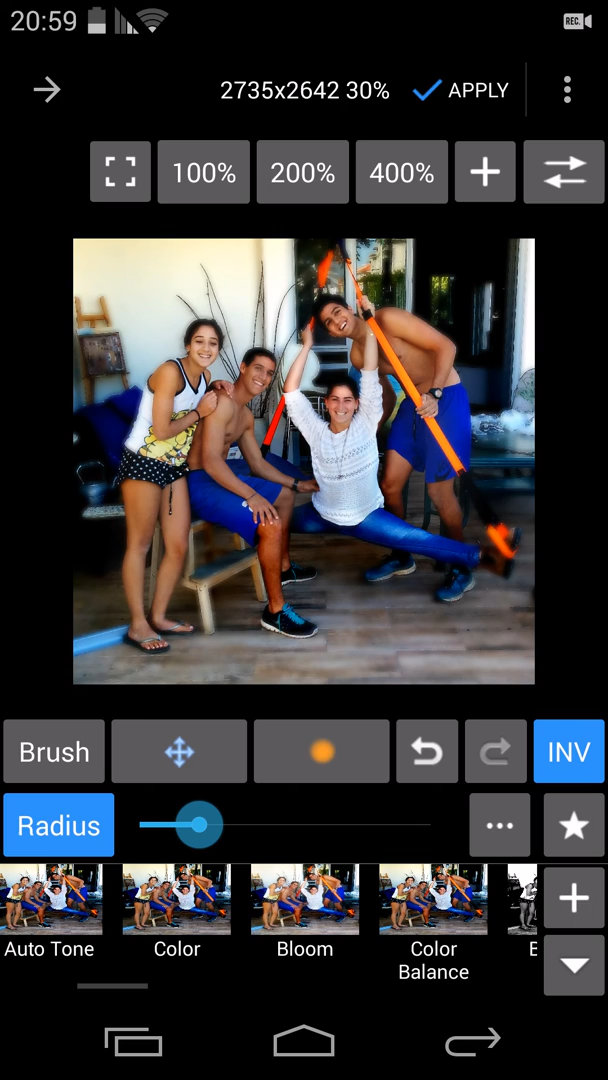 20:59
REC.
2735x2642 30%
APPLY
100%
200%
400%
Brush
INV
Radius
Auto Tone
Color
Bloom
Color
Balance